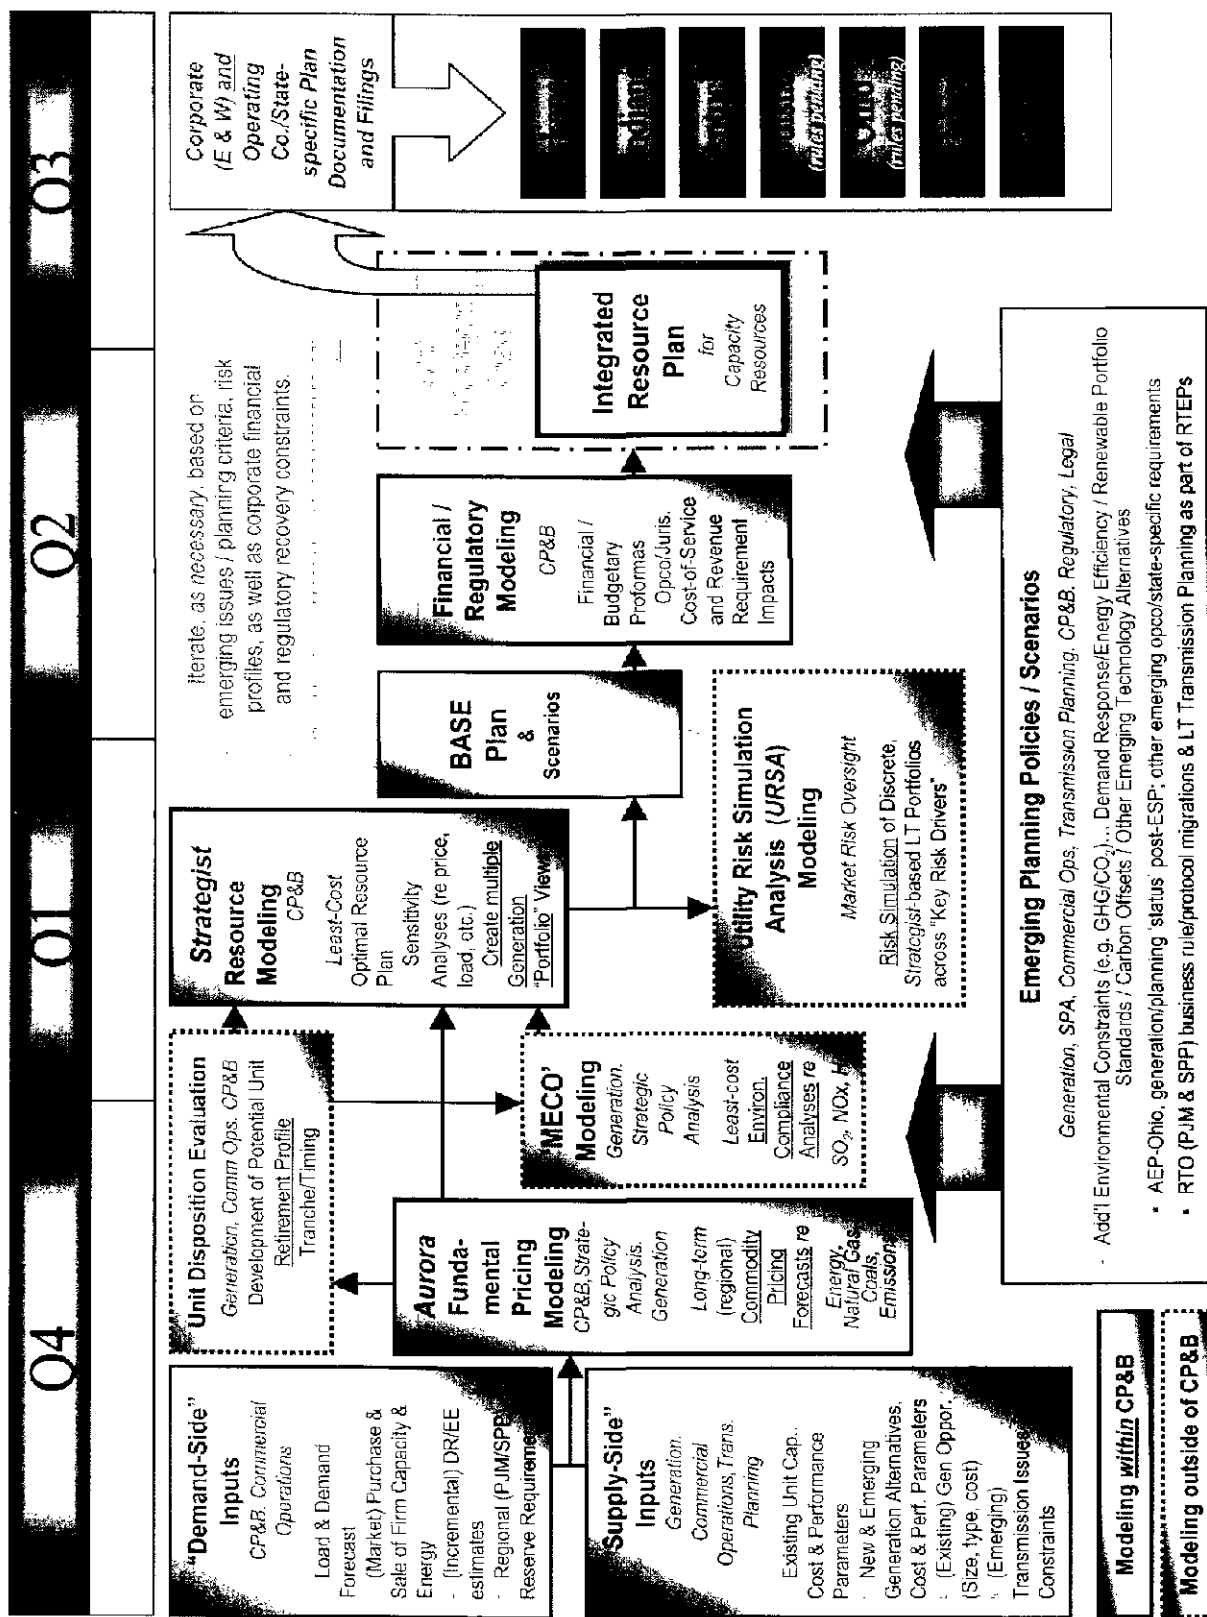 Q4
Q1
Q2
Q3
"Demand-Side"
Inputs
CP&B, Commercial
Operations
Load & Demand
Forecast
(Market) Purchase &
Sale of Firm Capacity &
Energy
- (Incremental) DR/EE
estimates
- Regional (PJM/SPP)
Reserve Requirement
"Supply-Side"
Inputs
Generation.
Commercial
Operations, Trans.
Planning
Existing Unit Cap.,
Cost & Performance
Parameters
New & Emerging
Generation Alternatives,
Cost & Perf. Parameters
(Existing) Gen Oppor.
(Size, type, cost)
(Emerging)
Transmission Issues
Constraints
Unit Disposition Evaluation
Generation, Comm Ops. CP&B
Development of Potential Unit
Retirement Profile
Tranche/Timing
Aurora
Funda-
mental
Pricing
Modeling
CP&B, Strate-
gic Policy
Analysis.
Generation
Long-term
(regional)
Commodity
Pricing
Forecasts re
Energy,
Natural Gas,
Coals,
Emission
'MECO'
Modeling
Generation.
Strategic
Policy
Analysis
Least-cost
Environ.
Compliance
Analyses re
SO2, NOx, H
Strategist
Resource
Modeling
CP&B
Least-Cost
Optimal Resource
Plan
Sensitivity
Analyses (re price,
load, etc.)
Create multiple
Generation
"Portfolio" Views
BASE
Plan
&
Scenarios
Utility Risk Simulation
Analysis (URSA)
Modeling
Market Risk Oversight
Risk Simulation of Discrete,
Strategist-based LT Portfolios
across "Key Risk Drivers"
iterate, as necessary, based on
emerging issues / planning criteria, risk
profiles, as well as corporate financial
and regulatory recovery constraints.
Financial /
Regulatory
Modeling
CP&B
Financial /
Budgetary
Proformas
Opco/Juris.
Cost-of-Service
and Revenue
Requirement
Impacts
Integrated
Resource
Plan
for
Capacity
Resources
Corporate
(E & W) and
Operating
Co./State-
specific Plan
Documentation
and Filings
(rules pending)
(rules pending)
Emerging Planning Policies / Scenarios
Generation, SPA, Commercial Ops, Transmission Planning. CP&B. Regulatory, Legal
- Add'l Environmental Constraints (e.g. GHG/CO2)... Demand Response/Energy Efficiency / Renewable Portfolio
Standards / Carbon Offsets / Other Emerging Technology Alternatives
• AEP-Ohio, generation/planning 'status' post-ESP; other emerging opco/state-specific requirements
• RTO (PJM & SPP) business rule/protocol migrations & LT Transmission Planning as part of RTEPs
Modeling within CP&B
Modeling outside of CP&B